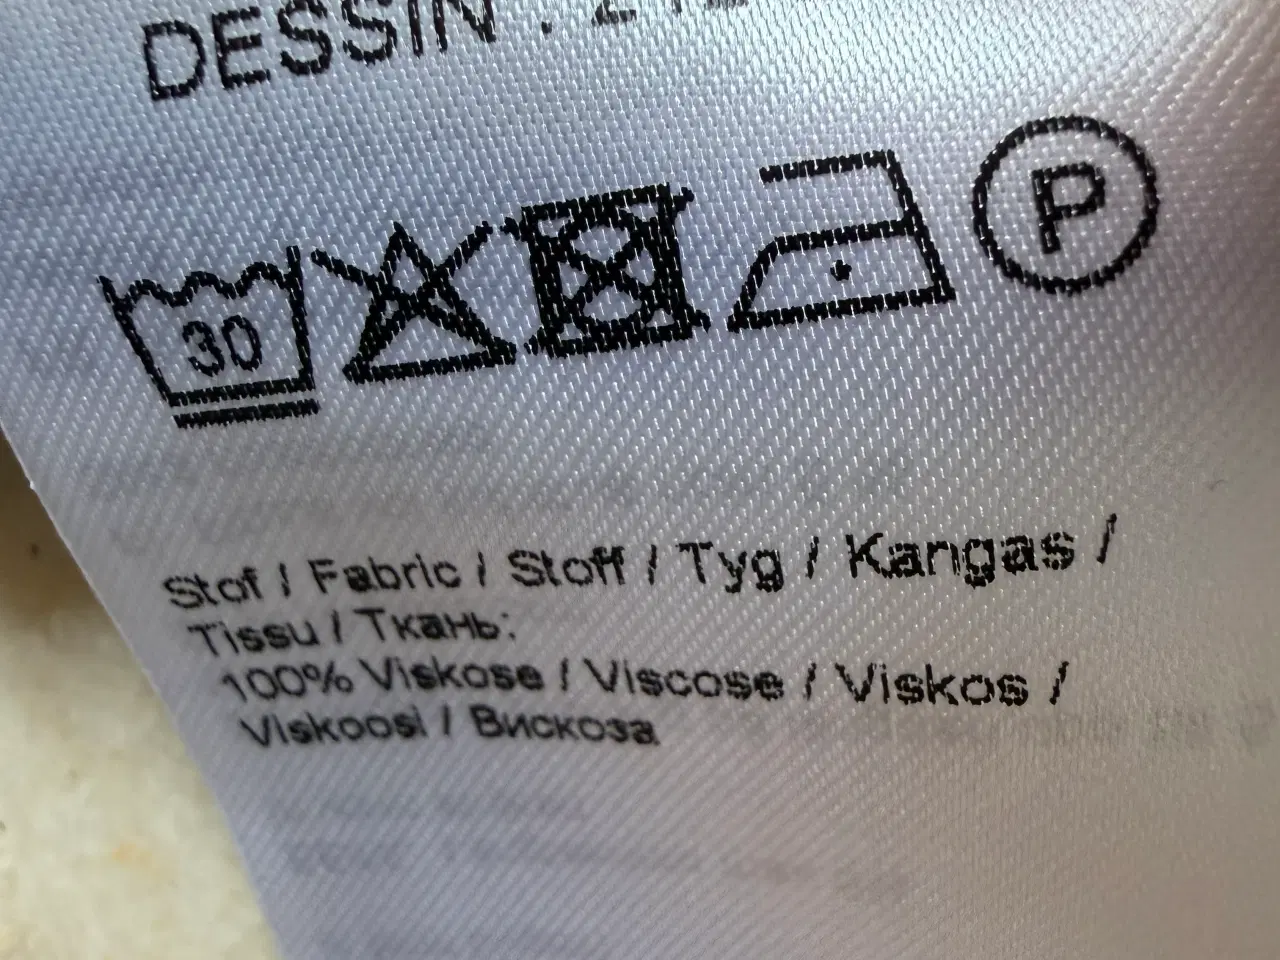 DESSIN :
30
P
Stof / Fabric / Stoff / Tyg / Kangas /
Tissu / Ткань:
100% Viskose / Viscose / Viskos /
Viskoosi / Вискоза